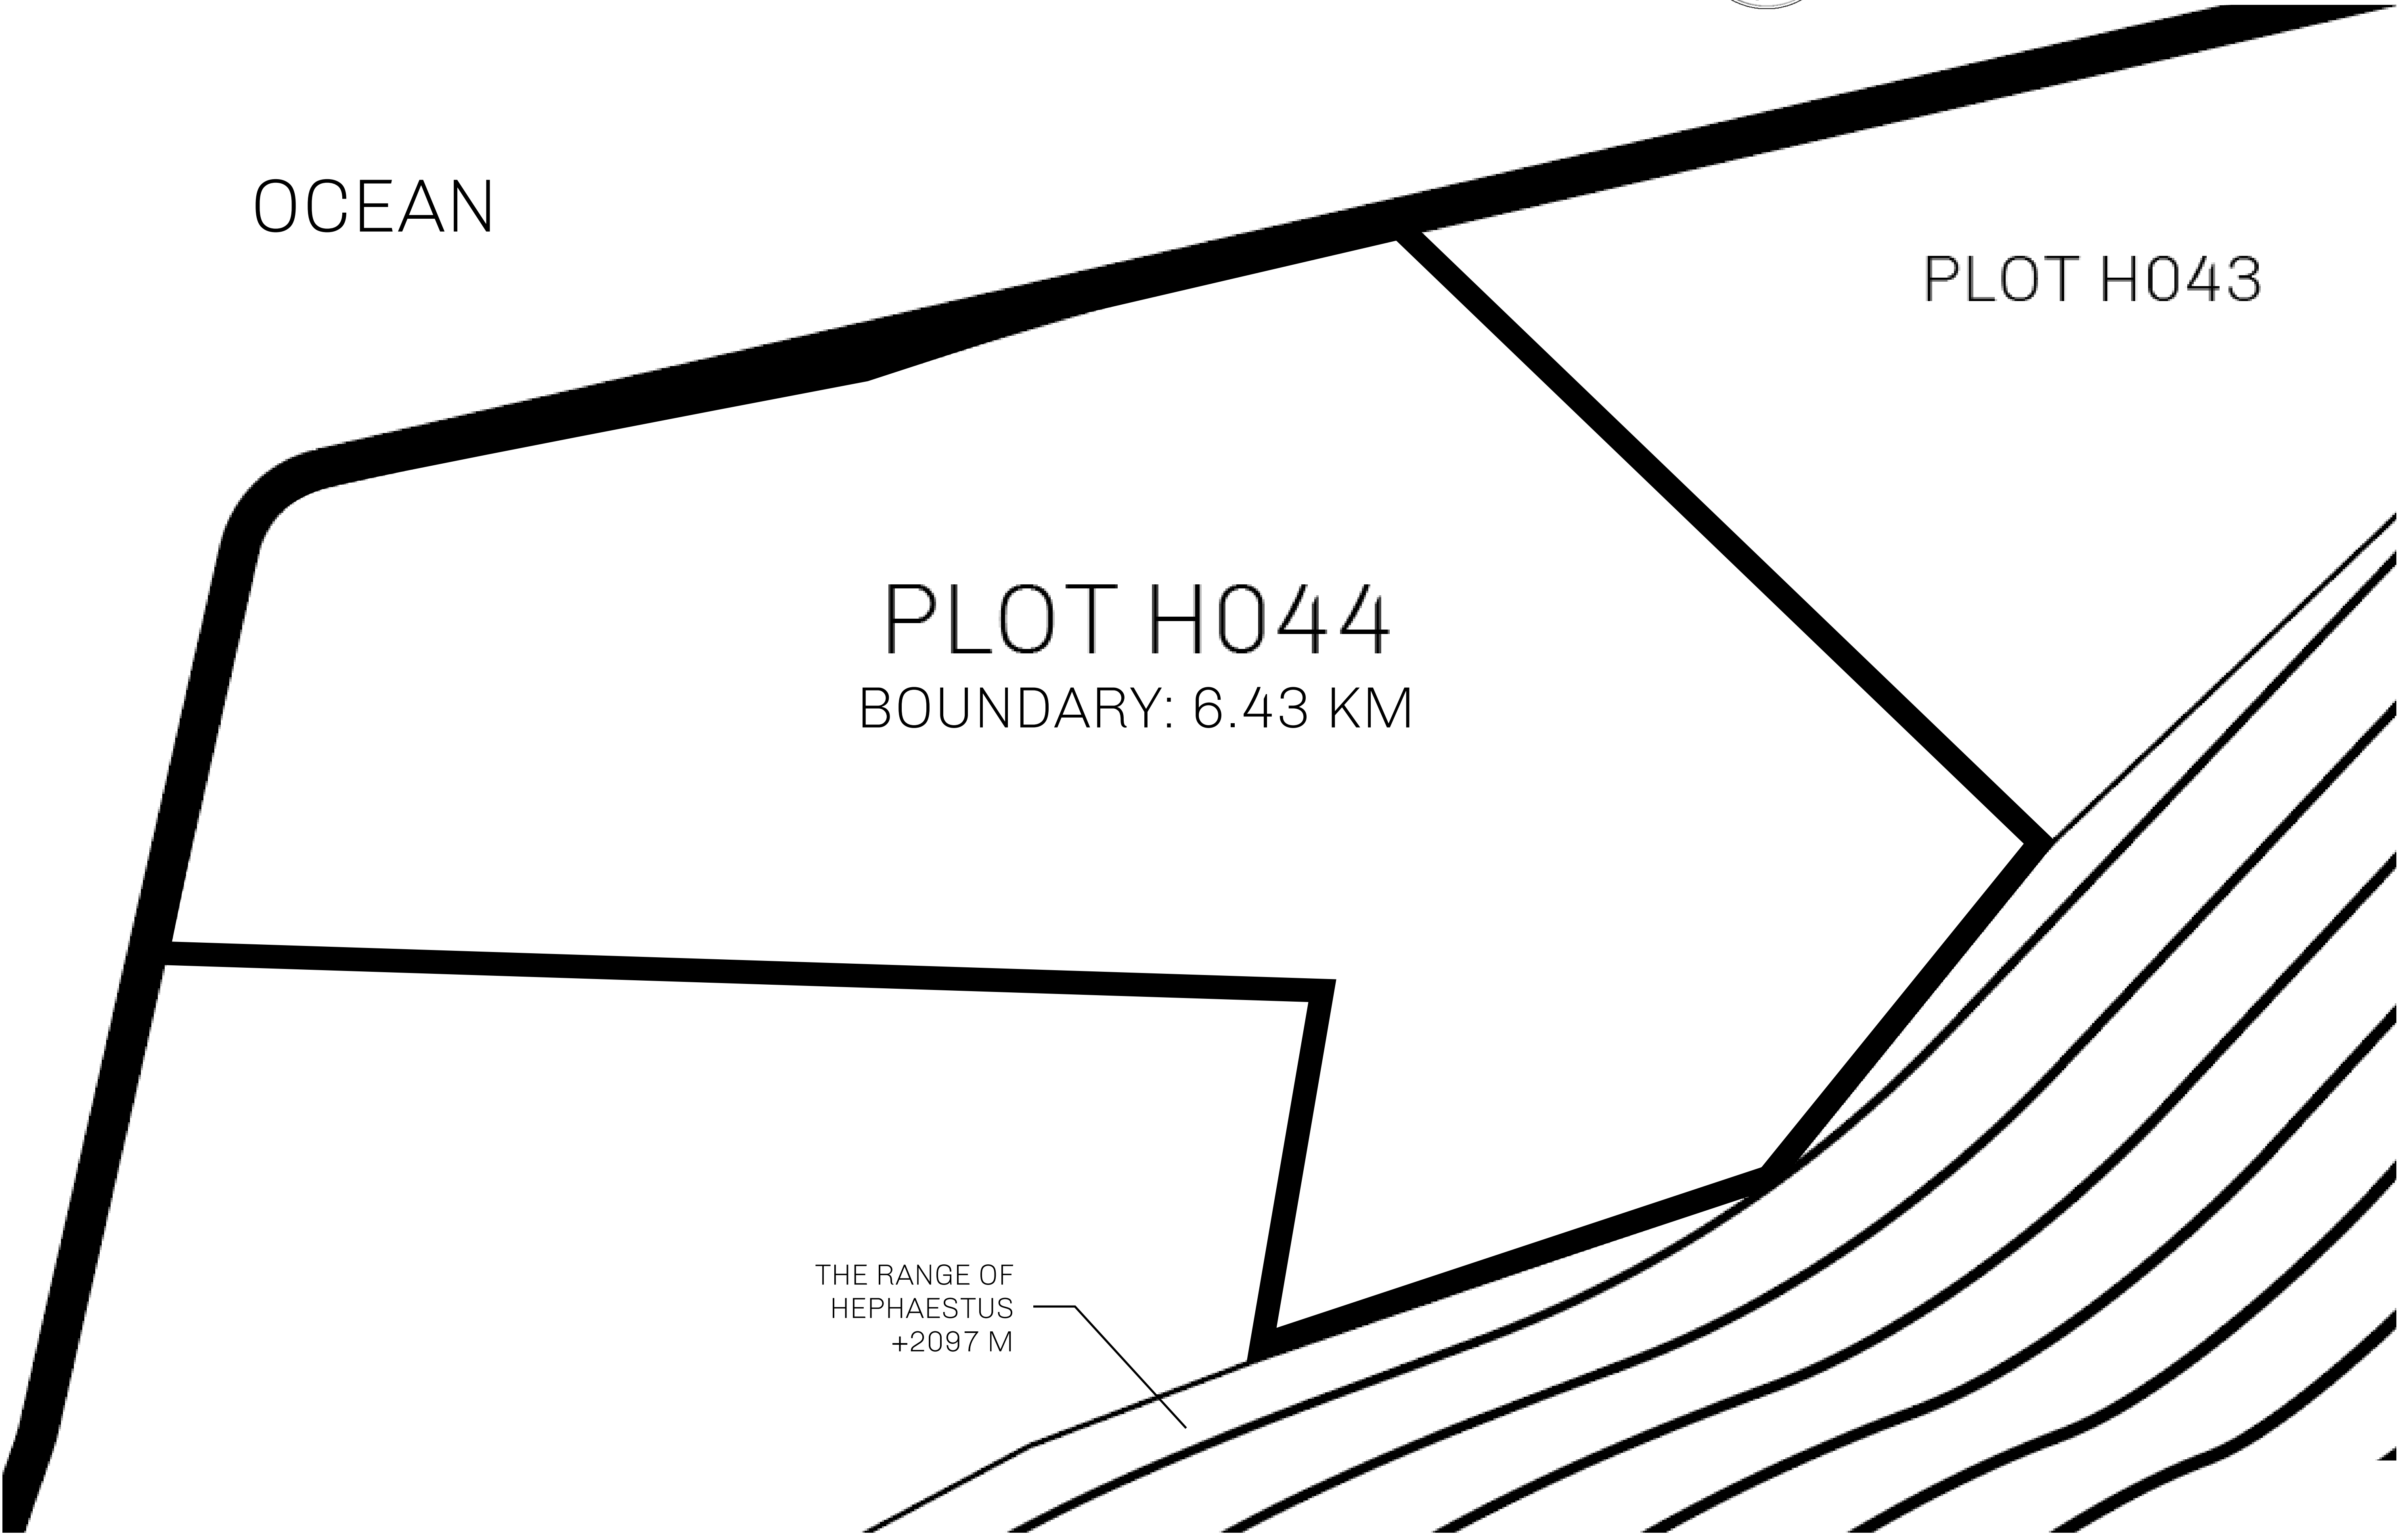 OCEAN
PLOT H043
PLOT H044
BOUNDARY: 6.43 KM
THE RANGE OF
HEPHAESTUS
+2097 M